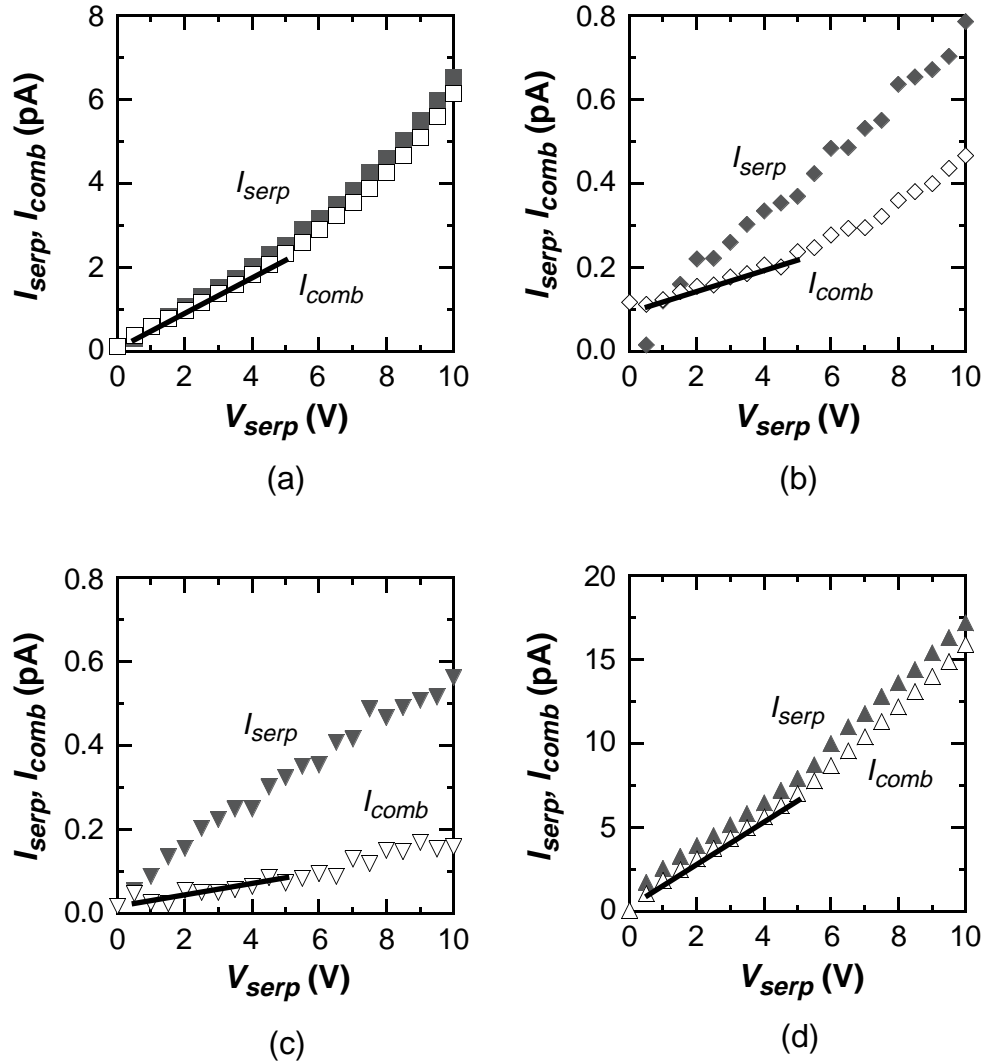 I_serp, I_comb (pA)
8
6
4
2
0
I_serp
I_comb
0 2 4 6 8 10
V_serp (V)
(a)
I_serp, I_comb (pA)
0.8
0.6
0.4
0.2
0.0
I_serp
I_comb
0 2 4 6 8 10
V_serp (V)
(b)
I_serp, I_comb (pA)
0.8
0.6
0.4
0.2
0.0
I_serp
I_comb
0 2 4 6 8 10
V_serp (V)
(c)
I_serp, I_comb (pA)
20
15
10
5
0
I_serp
I_comb
0 2 4 6 8 10
V_serp (V)
(d)